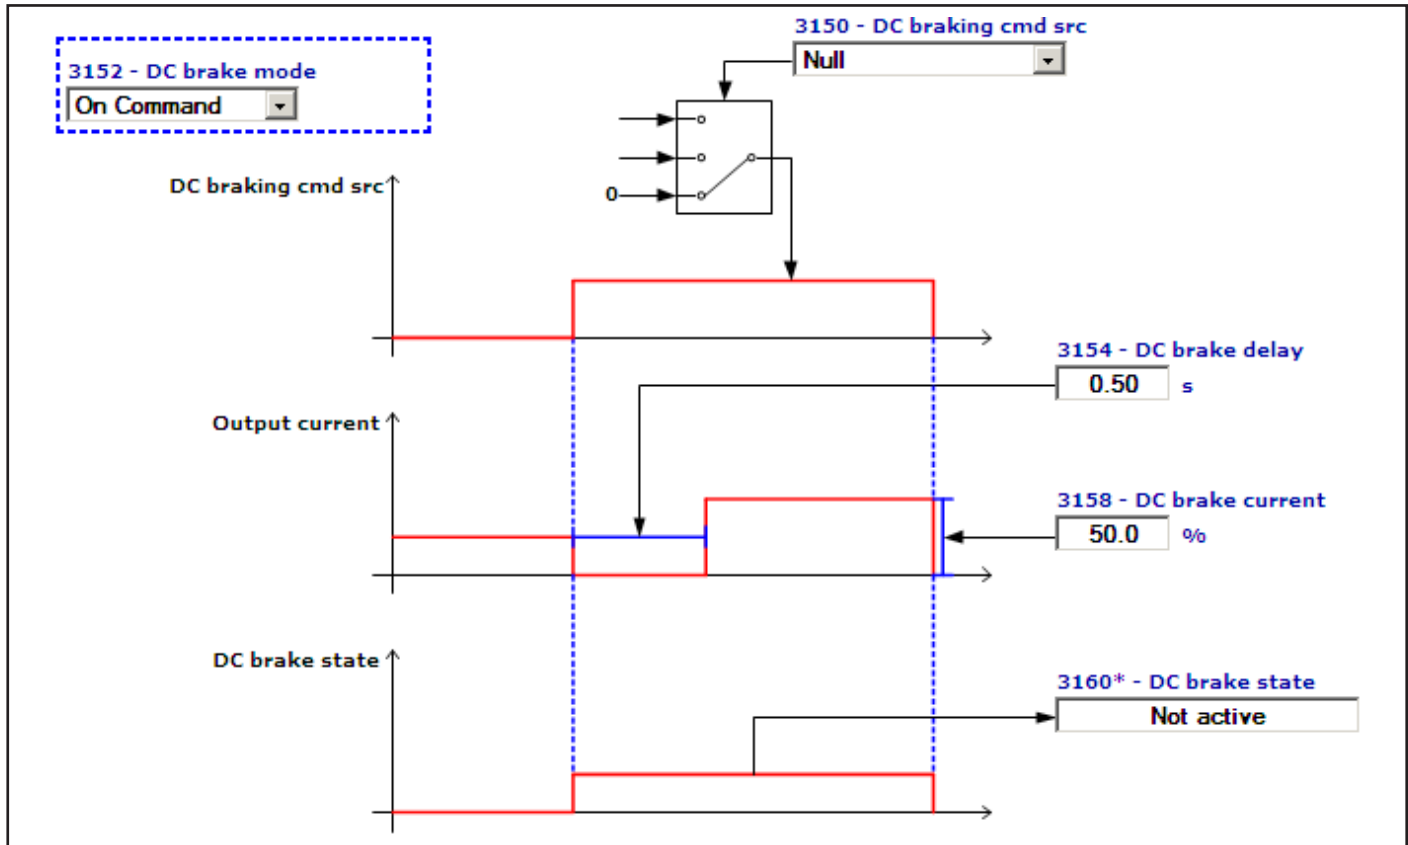 3150 - DC braking cmd src
Null
3152 - DC brake mode
On Command
DC braking cmd src
0
3154 - DC brake delay
0.50 s
Output current
3158 - DC brake current
50.0 %
DC brake state
3160* - DC brake state
Not active